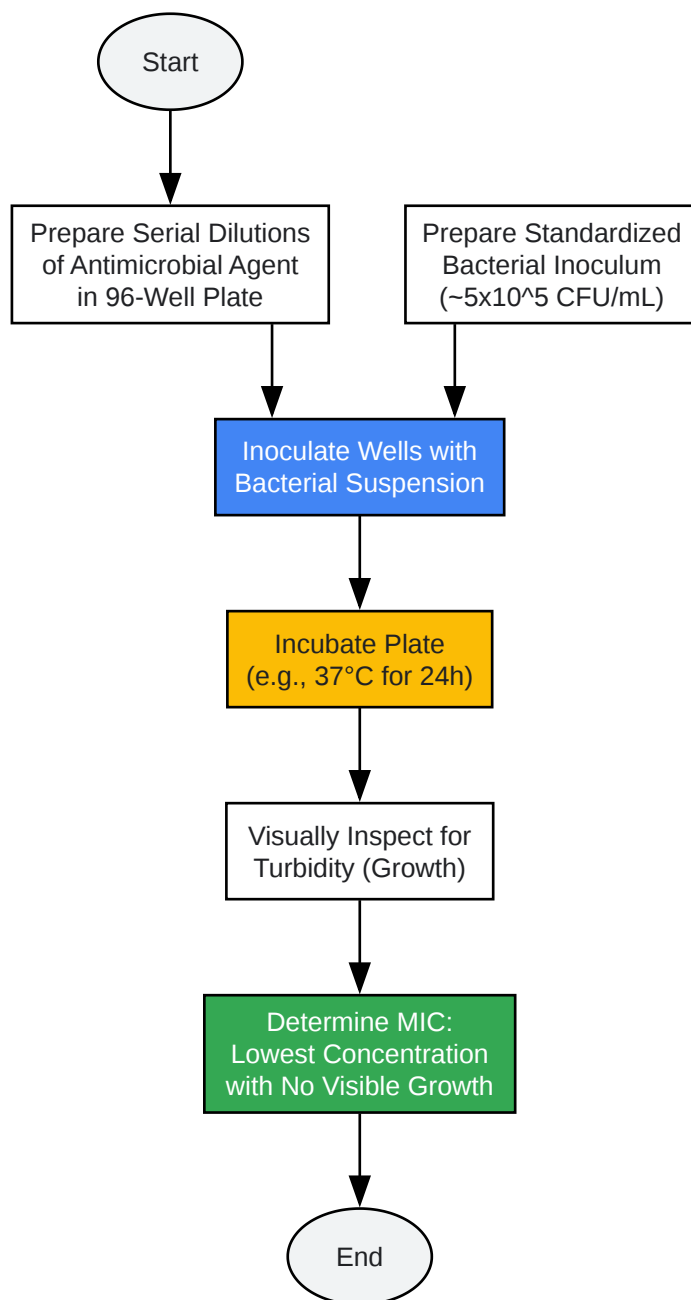 Start
Prepare Serial Dilutions
of Antimicrobial Agent
in 96-Well Plate
Prepare Standardized
Bacterial Inoculum
(~5x10^5 CFU/mL)
Inoculate Wells with
Bacterial Suspension
Incubate Plate
(e.g., 37°C for 24h)
Visually Inspect for
Turbidity (Growth)
Determine MIC:
Lowest Concentration
with No Visible Growth
End